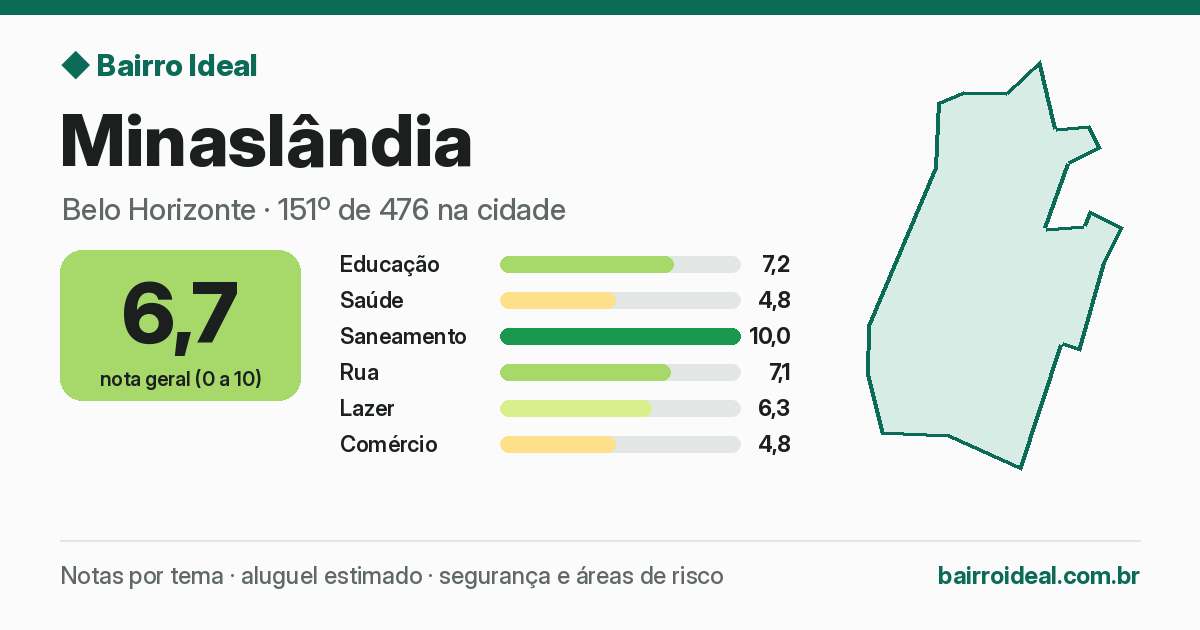 Bairro Ideal
Minaslândia
Belo Horizonte · 151º de 476 na cidade
6,7
nota geral (0 a 10)
Educação 7,2
Saúde 4,8
Saneamento 10,0
Rua 7,1
Lazer 6,3
Comércio 4,8
Notas por tema · aluguel estimado · segurança e áreas de risco
bairroideal.com.br